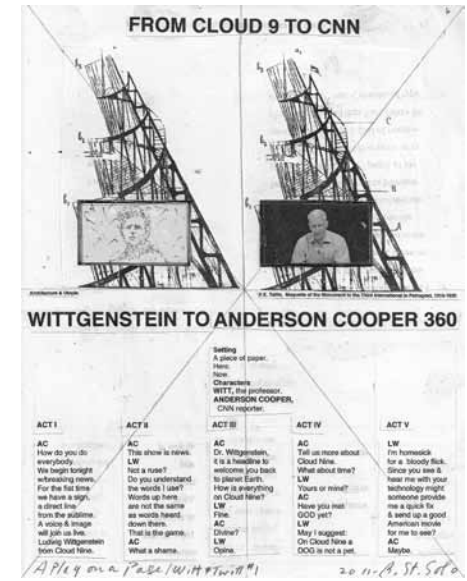 FROM CLOUD 9 TO CNN
Architecture & Utopia
WITTGENSTEIN TO ANDERSON COOPER 360
Setting
A piece of paper.
Here.
Now.
Characters
WITT, the professor,
ANDERSON COOPER,
CNN reporter.
ACT I
AC
How do you do
everybody.
We begin tonight
w/breaking news.
For the fist time
we have a sign,
a direct line
from the sublime.
A voice & image
will join us live.
Ludwig Wittgenstein
from Cloud Nine.
ACT II
AC
This show is news.
LW
Not a ruse?
Do you understand
the words I use?
Words up here
are not the same
as words heard
down there.
That is the game.
AC
What a shame.
ACT III
AC
Dr. Wittgenstein,
it is a headline to
welcome you back
to planet Earth.
How is everything
on Cloud Nine?
LW
Fine.
AC
Divine?
LW
Opine.
ACT IV
AC
Tell us more about
Cloud Nine.
What about time?
LW
Yours or mine?
AC
Have you met
GOD yet?
LW
May I suggest:
On Cloud Nine a
DOG is not a pet.
ACT V
LW
I'm homesick
for a bloody flick.
Since you see &
hear me with your
technology might
someone provide
me a quick fix
& send up a good
American movie
for me to see?
AC
Maybe.
A Play on a Page / Witt + Twitt #1